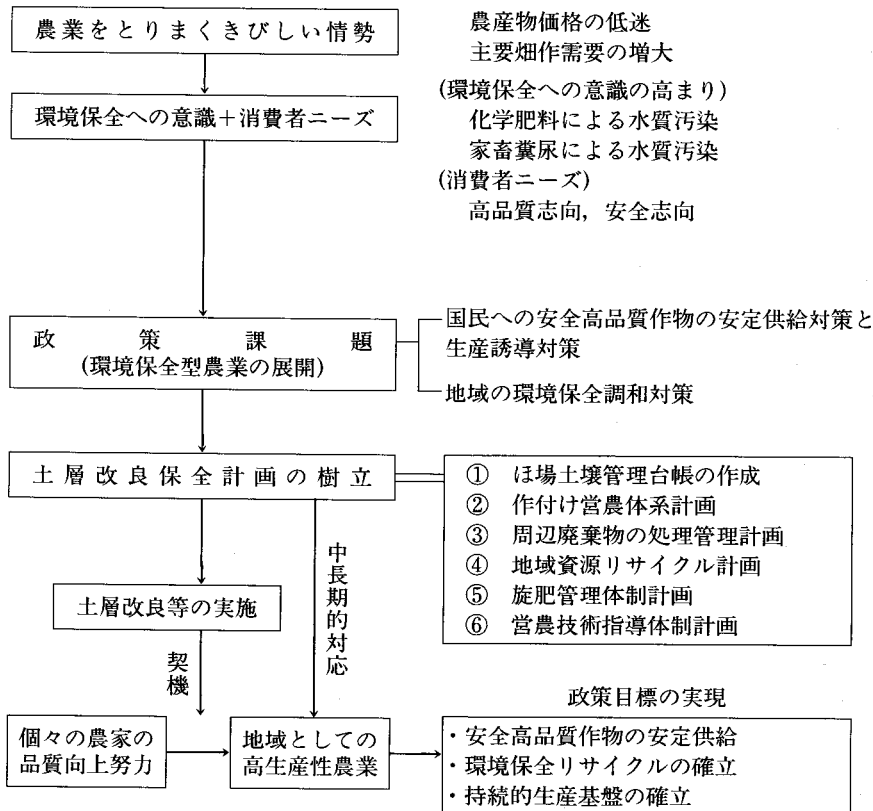 農業をとりまくきびしい情勢
農産物価格の低迷
主要畑作需要の増大
環境保全への意識+消費者ニーズ
(環境保全への意識の高まり)
化学肥料による水質汚染
家畜糞尿による水質汚染
(消費者ニーズ)
高品質志向，安全志向
政策課題
(環境保全型農業の展開)
国民への安全高品質作物の安定供給対策と
生産誘導対策
地域の環境保全調和対策
土層改良保全計画の樹立
① ほ場土壌管理台帳の作成
② 作付け営農体系計画
③ 周辺廃棄物の処理管理計画
④ 地域資源リサイクル計画
⑤ 旋肥管理体制計画
⑥ 営農技術指導体制計画
中長期的対応
土層改良等の実施
契機
個々の農家の
品質向上努力
地域としての
高生産性農業
政策目標の実現
・安全高品質作物の安定供給
・環境保全リサイクルの確立
・持続的生産基盤の確立